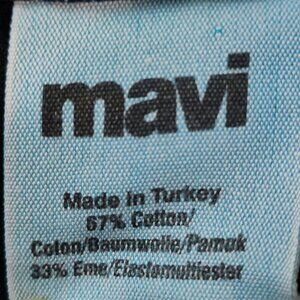 mavi
Made in Turkey
67% Cotton/
Coton/Baumwolle/Pamuk
33% Eme/Elastomultiester